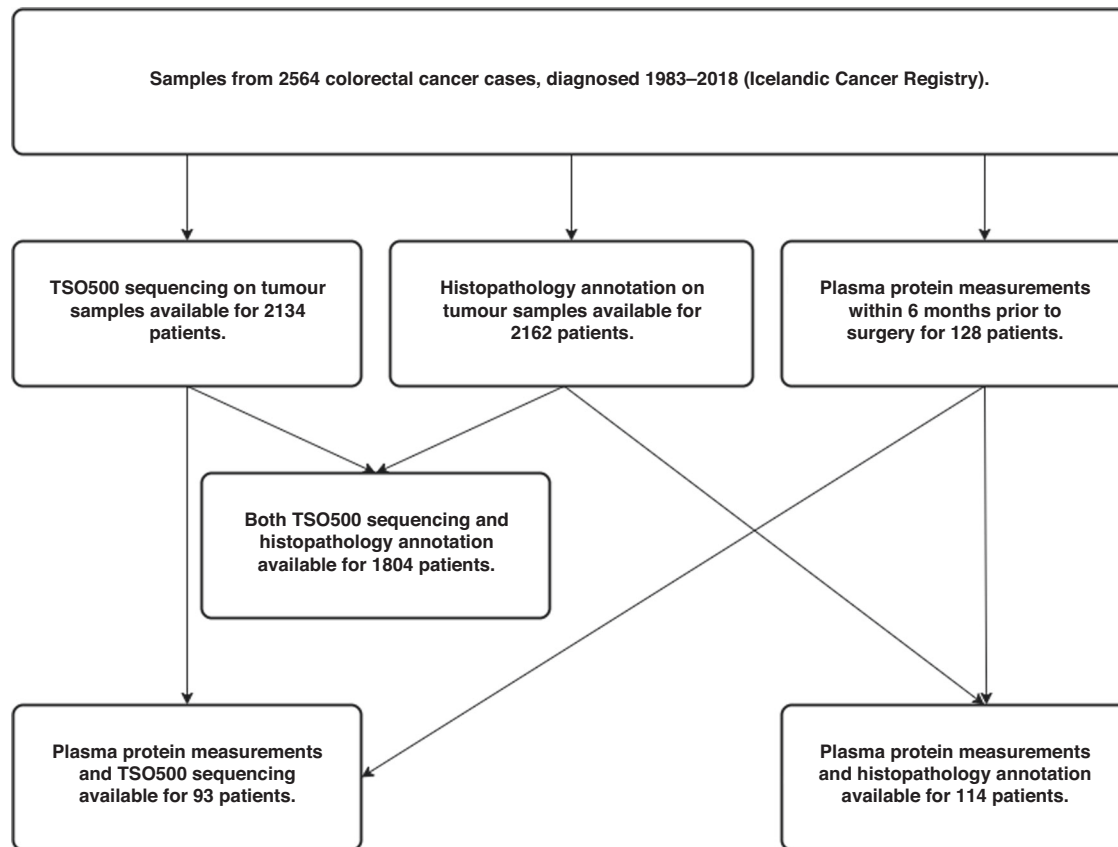 Samples from 2564 colorectal cancer cases, diagnosed 1983–2018 (Icelandic Cancer Registry).
TSO500 sequencing on tumour
samples available for 2134
patients.
Histopathology annotation on
tumour samples available for
2162 patients.
Plasma protein measurements
within 6 months prior to
surgery for 128 patients.
Both TSO500 sequencing and
histopathology annotation
available for 1804 patients.
Plasma protein measurements
and TSO500 sequencing
available for 93 patients.
Plasma protein measurements
and histopathology annotation
available for 114 patients.